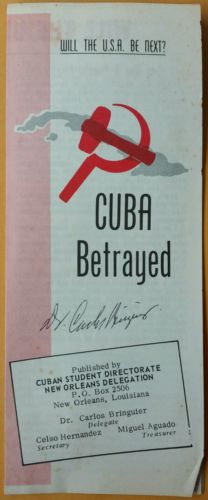 WILL THE U.S.A. BE NEXT?
CUBA
Betrayed
Dr. Carlos Bringuier
Published by
CUBAN STUDENT DIRECTORATE
NEW ORLEANS DELEGATION
P.O. Box 2506
New Orleans, Louisiana
Dr. Carlos Bringuier
Delegate
Celso Hernandez Miguel Aguado
Secretary Treasurer